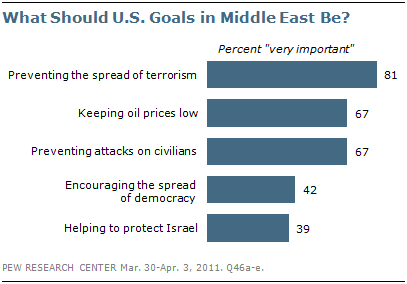 What Should U.S. Goals in Middle East Be?
Percent "very important"
Preventing the spread of terrorism 81
Keeping oil prices low 67
Preventing attacks on civilians 67
Encouraging the spread
of democracy 42
Helping to protect Israel 39
PEW RESEARCH CENTER Mar. 30-Apr. 3, 2011. Q46a-e.